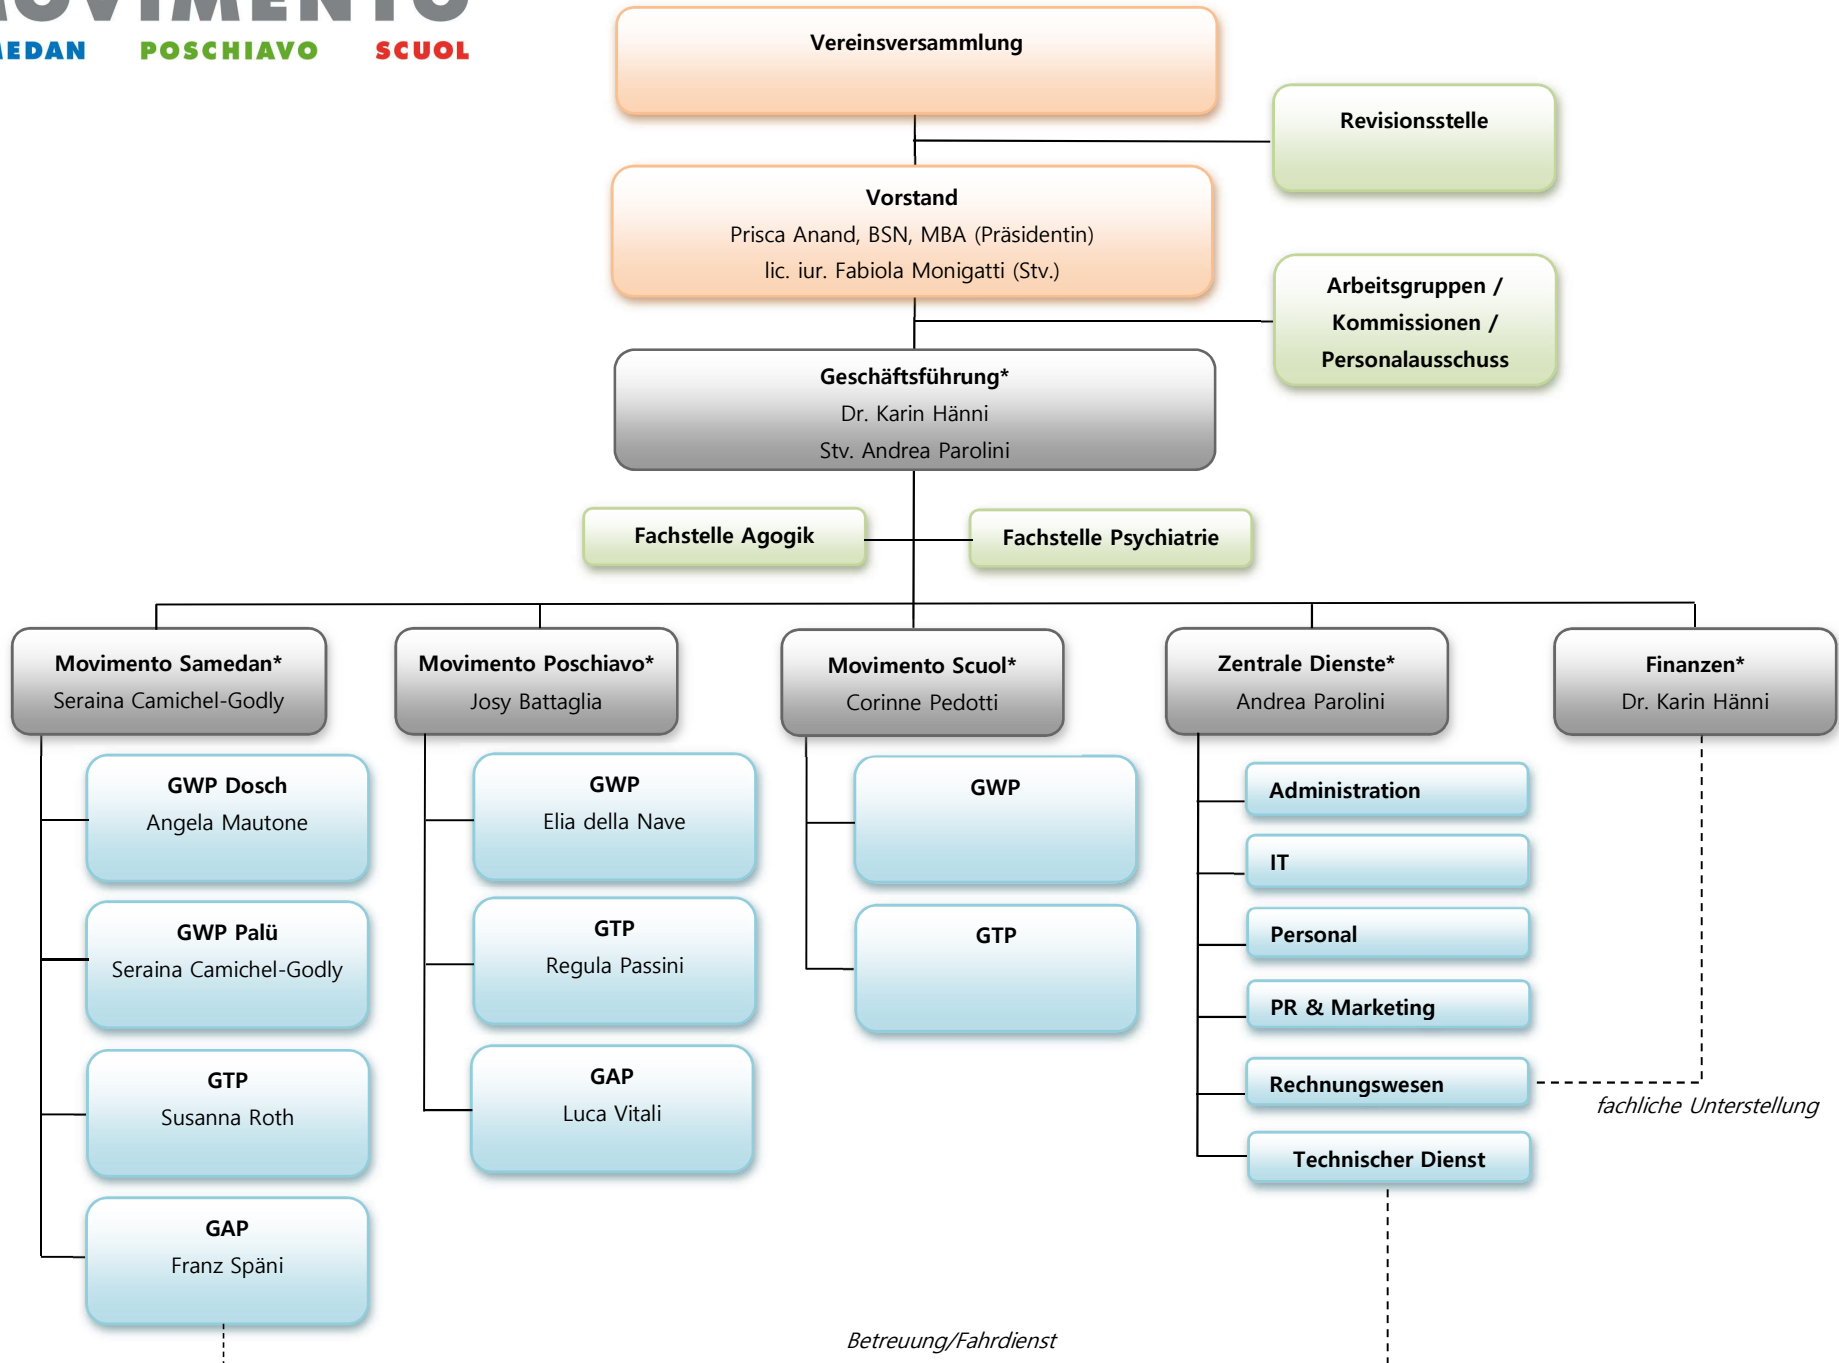 MOVIMENTO
POSCHIAVO SCUOL
Vereinsversammlung
Revisionsstelle
Vorstand
Prisca Anand, BSN, MBA (Präsidentin)
lic. iur. Fabiola Monigatti (Stv.)
Arbeitsgruppen /
Kommissionen /
Personalausschuss
Geschäftsführung*
Dr. Karin Hänni
Stv. Andrea Parolini
Fachstelle Agogik
Fachstelle Psychiatrie
Movimento Samedan*
Seraina Camichel-Godly
Movimento Poschiavo*
Josy Battaglia
Movimento Scuol*
Corinne Pedotti
Zentrale Dienste*
Andrea Parolini
Finanzen*
Dr. Karin Hänni
GWP Dosch
Angela Mautone
GWP Palü
Seraina Camichel-Godly
GTP
Susanna Roth
GAP
Franz Späni
GWP
Elia della Nave
GTP
Regula Passini
GAP
Luca Vitali
GWP
GTP
Administration
IT
Personal
PR & Marketing
Rechnungswesen
Technischer Dienst
fachliche Unterstellung
Betreuung/Fahrdienst